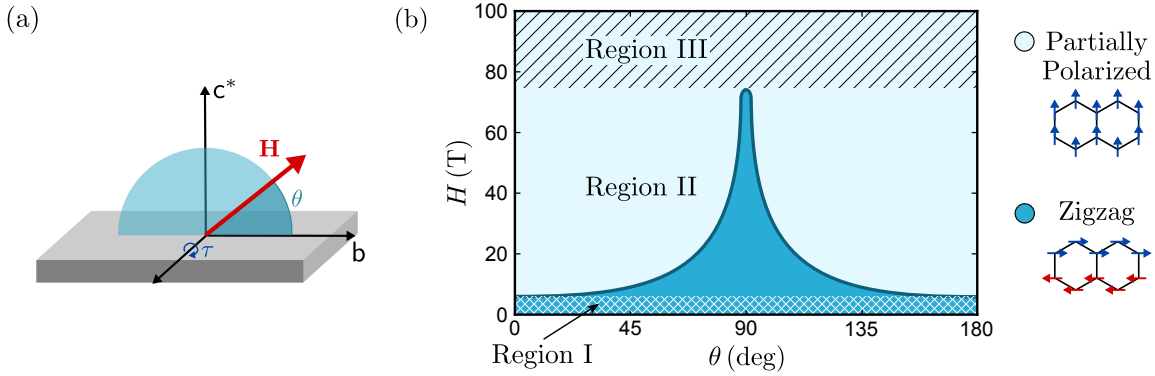 (a)
c*
H
θ
τ
b
(b)
H (T)
100
80
60
40
20
0
0
45
90
135
180
θ (deg)
Region III
Region II
Region I
Partially
Polarized
Zigzag